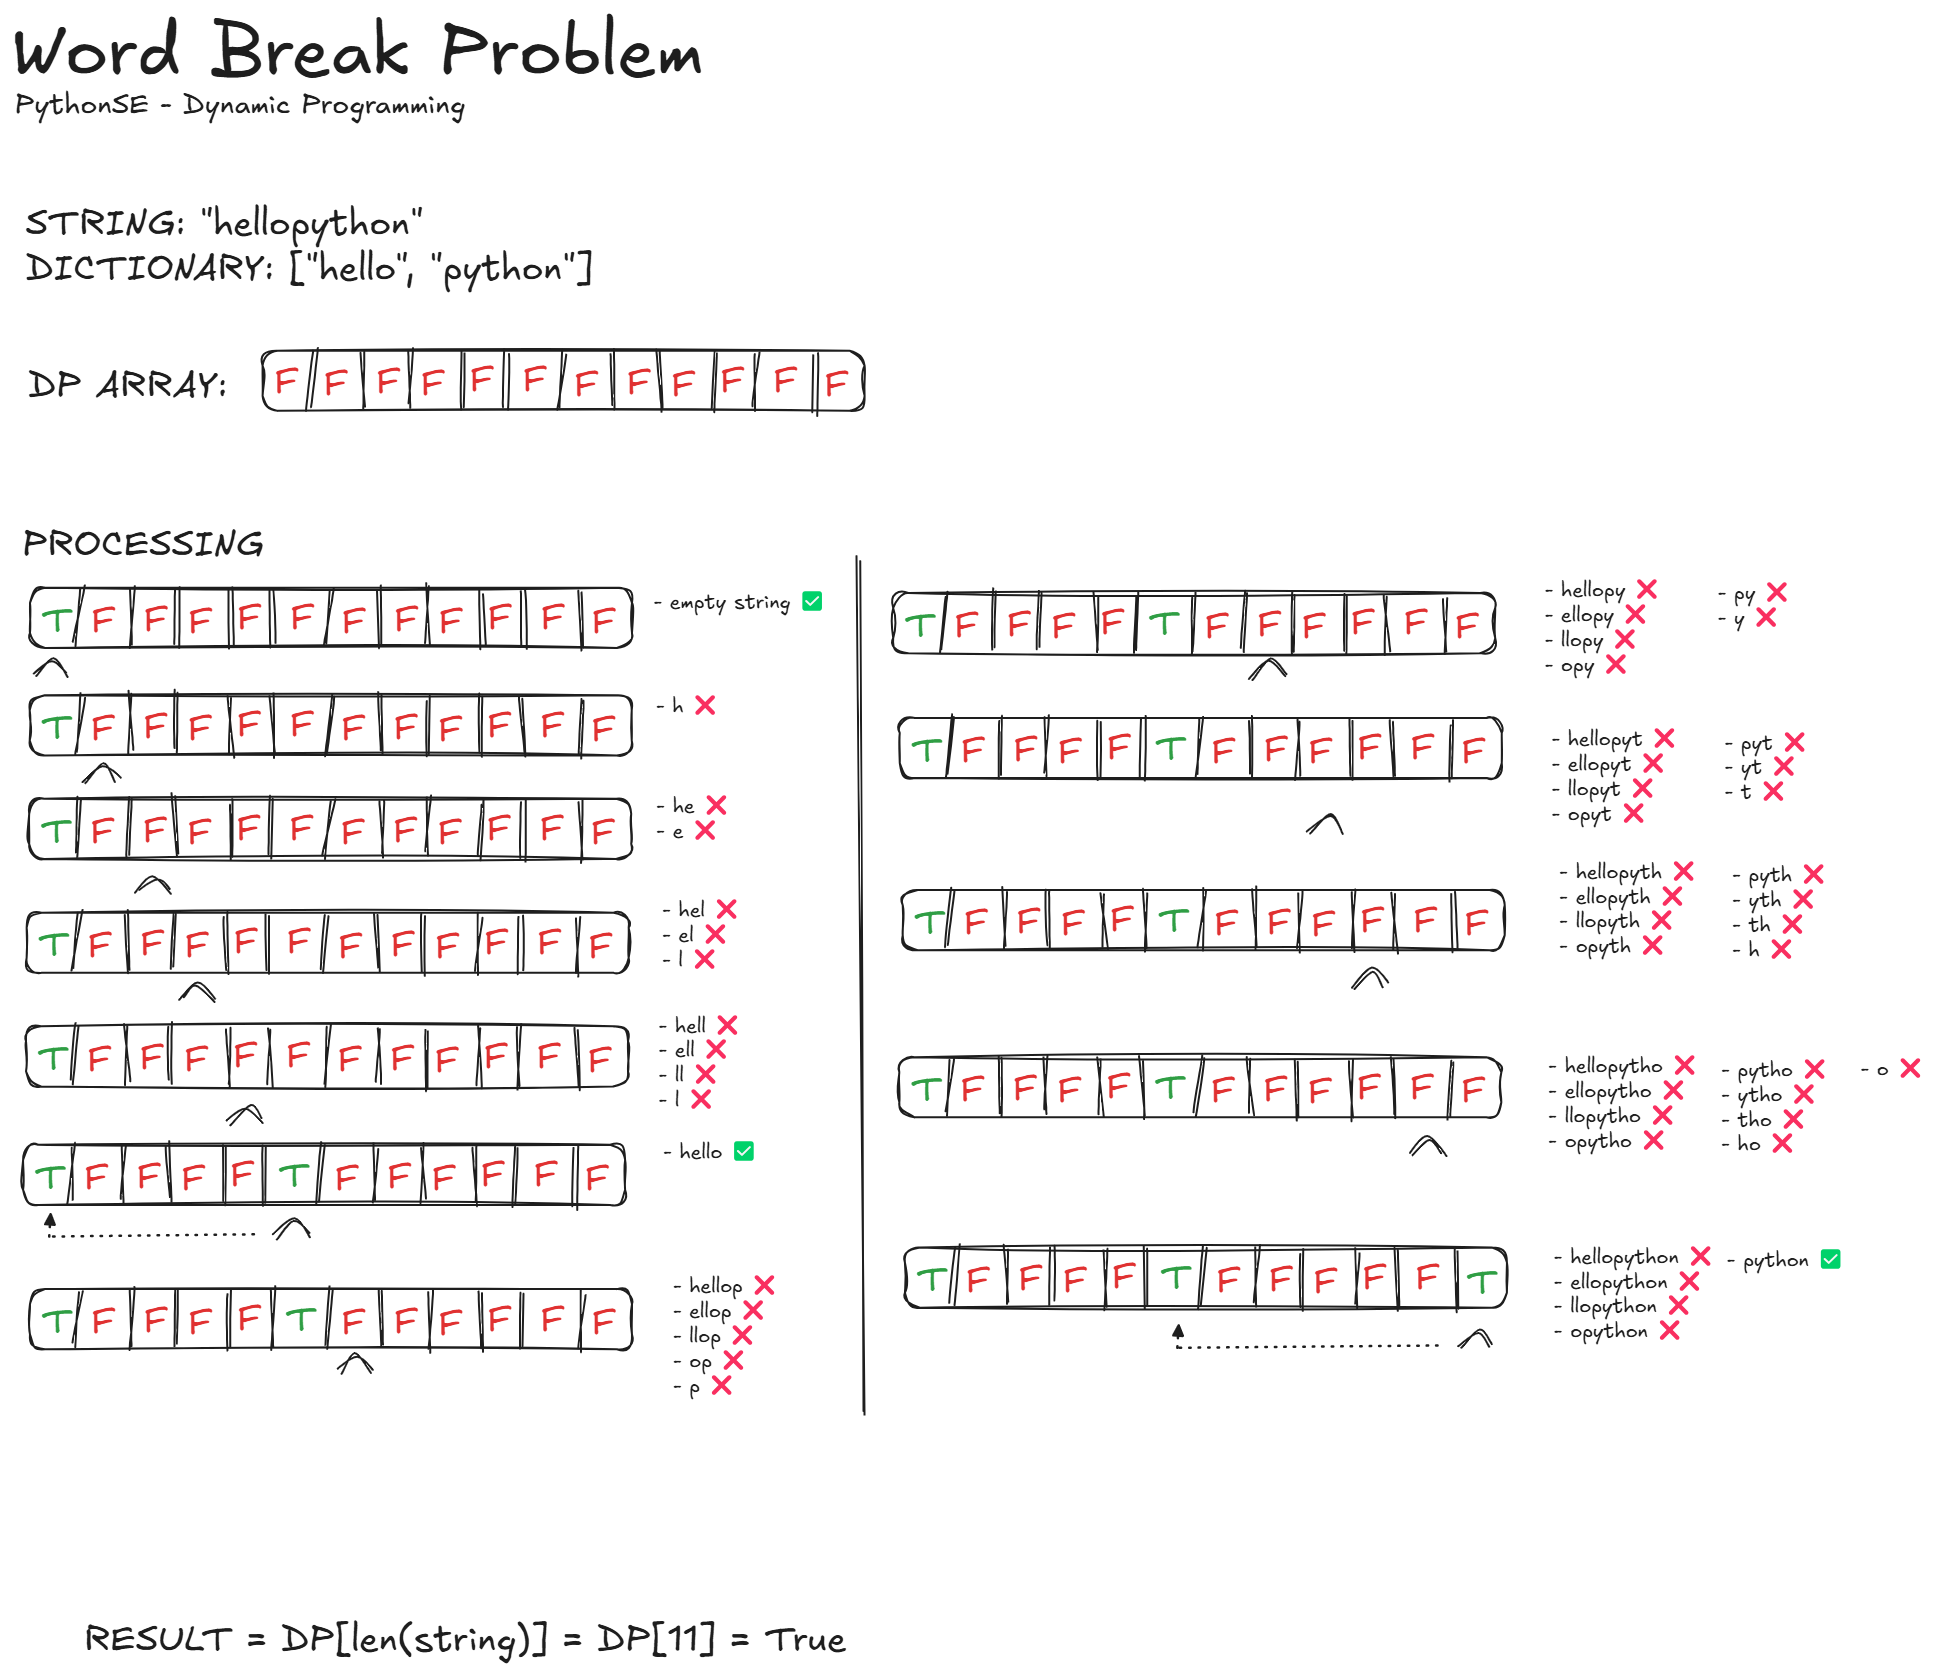 Word Break Problem
PythonSE - Dynamic Programming
STRING: "hellopython"
DICTIONARY: ["hello", "python"]
DP ARRAY: F F F F F F F F F F F F
PROCESSING
T F F F F F F F F F F F
- empty string ✅
T F F F F F F F F F F F
- h ❌
T F F F F F F F F F F F
- he ❌
- e ❌
T F F F F F F F F F F F
- hel ❌
- el ❌
- l ❌
T F F F F F F F F F F F
- hell ❌
- ell ❌
- ll ❌
- l ❌
T F F F F T F F F F F F
- hello ✅
T F F F F T F F F F F F
- hellop ❌
- ellop ❌
- llop ❌
- op ❌
- p ❌
T F F F F T F F F F F F
- hellopy ❌
- ellopy ❌
- llopy ❌
- opy ❌
- py ❌
- y ❌
T F F F F T F F F F F F
- hellopyt ❌
- ellopyt ❌
- llopyt ❌
- opyt ❌
- pyt ❌
- yt ❌
- t ❌
T F F F F T F F F F F F
- hellopyth ❌
- ellopyth ❌
- llopyth ❌
- opyth ❌
- pyth ❌
- yth ❌
- th ❌
- h ❌
T F F F F T F F F F F F
- hellopytho ❌
- ellopytho ❌
- llopytho ❌
- opytho ❌
- pytho ❌
- ytho ❌
- tho ❌
- ho ❌
- o ❌
T F F F F T F F F F F T
- hellopython ❌
- ellopython ❌
- llopython ❌
- opython ❌
- python ✅
RESULT = DP[len(string)] = DP[11] = True